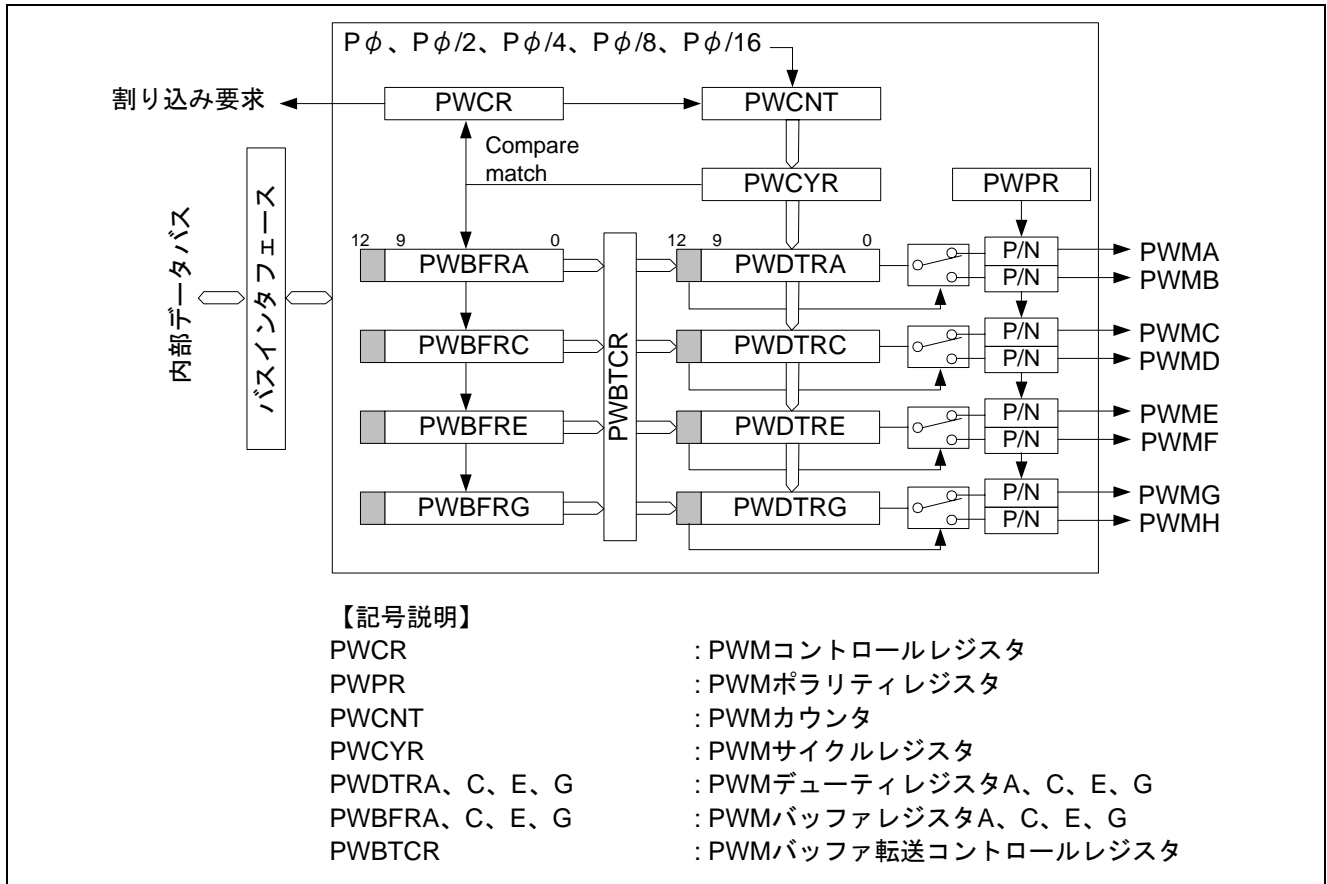 Pφ、Pφ/2、Pφ/4、Pφ/8、Pφ/16
割り込み要求
PWCR
PWCNT
Compare
match
PWCYR
PWPR
内部データバス
バスインタフェース
12 9 0
PWBFRA
PWBTCR
12 9 0
PWDTRA
P/N
PWMA
P/N
PWMB
PWBFRC
PWDTRC
P/N
PWMC
P/N
PWMD
PWBFRE
PWDTRE
P/N
PWME
P/N
PWMF
PWBFRG
PWDTRG
P/N
PWMG
P/N
PWMH
【記号説明】
PWCR : PWMコントロールレジスタ
PWPR : PWMポラリティレジスタ
PWCNT : PWMカウンタ
PWCYR : PWMサイクルレジスタ
PWDTRA、C、E、G : PWMデューティレジスタA、C、E、G
PWBFRA、C、E、G : PWMバッファレジスタA、C、E、G
PWBTCR : PWMバッファ転送コントロールレジスタ